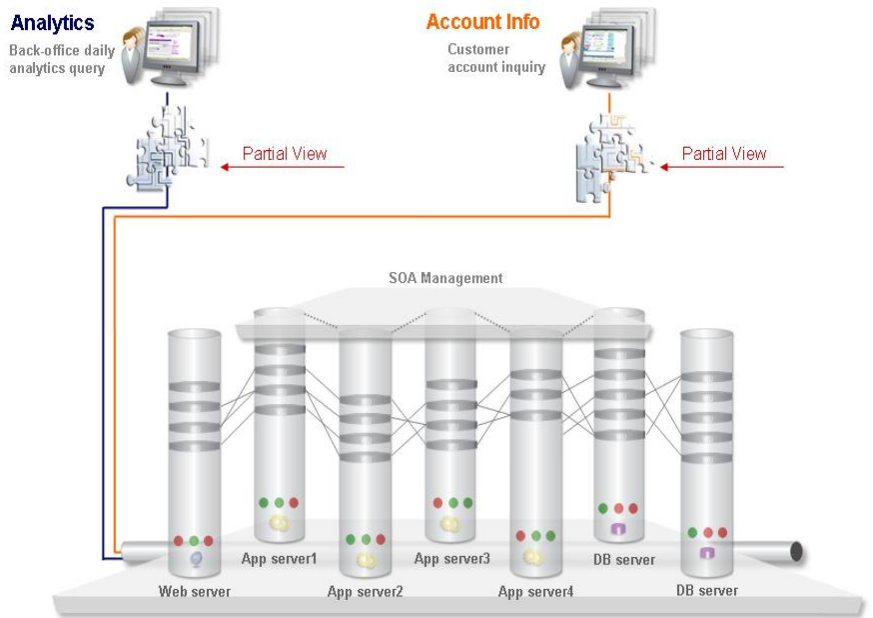 Analytics
Back-office daily
analytics query
Account Info
Customer
account inquiry
Partial View
Partial View
SOA Management
App server1
App server3
DB server
Web server
App server2
App server4
DB server